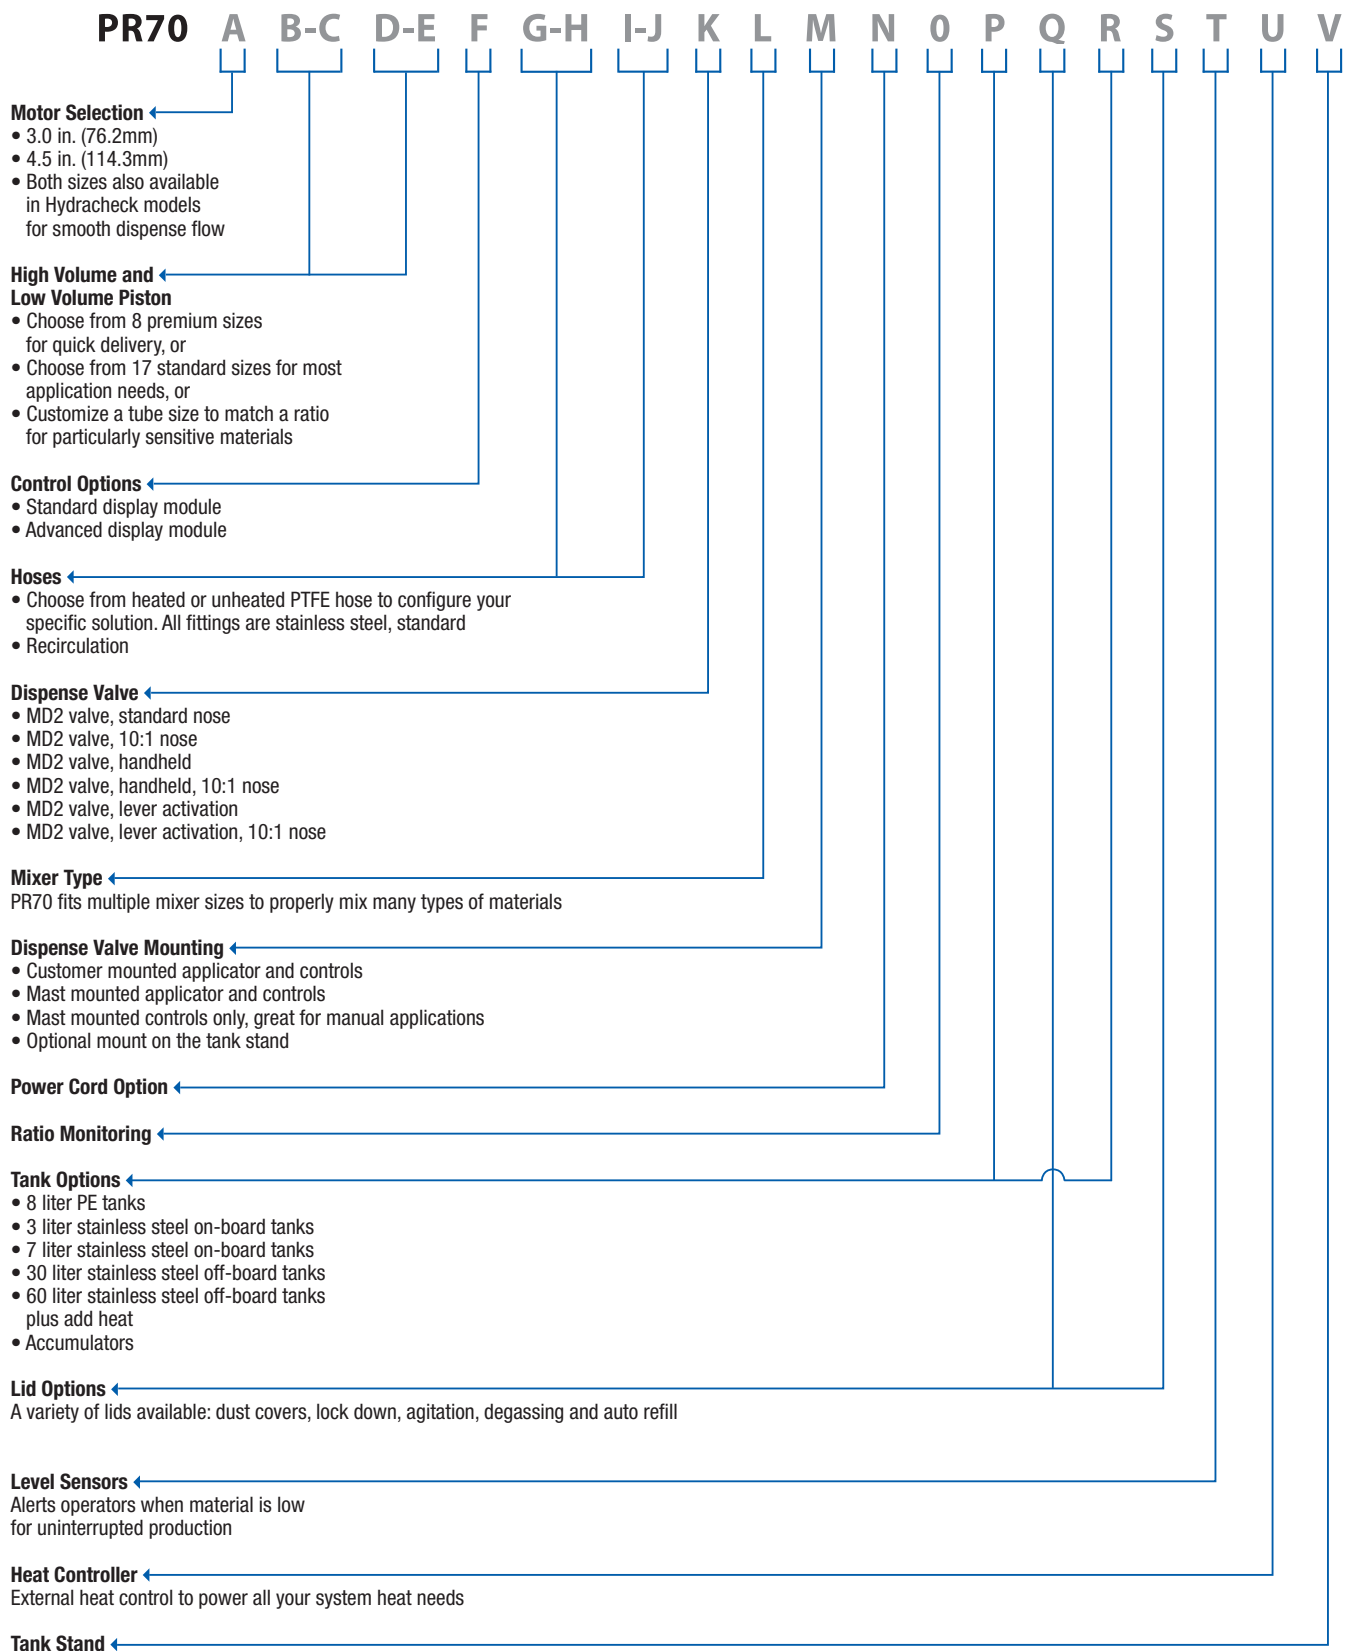 PR70 A B-C D-E F G-H I-J K L M N 0 P Q R S T U V
Motor Selection
• 3.0 in. (76.2mm)
• 4.5 in. (114.3mm)
• Both sizes also available
in Hydracheck models
for smooth dispense flow
High Volume and
Low Volume Piston
• Choose from 8 premium sizes
for quick delivery, or
• Choose from 17 standard sizes for most
application needs, or
• Customize a tube size to match a ratio
for particularly sensitive materials
Control Options
• Standard display module
• Advanced display module
Hoses
• Choose from heated or unheated PTFE hose to configure your
specific solution. All fittings are stainless steel, standard
• Recirculation
Dispense Valve
• MD2 valve, standard nose
• MD2 valve, 10:1 nose
• MD2 valve, handheld
• MD2 valve, handheld, 10:1 nose
• MD2 valve, lever activation
• MD2 valve, lever activation, 10:1 nose
Mixer Type
PR70 fits multiple mixer sizes to properly mix many types of materials
Dispense Valve Mounting
• Customer mounted applicator and controls
• Mast mounted applicator and controls
• Mast mounted controls only, great for manual applications
• Optional mount on the tank stand
Power Cord Option
Ratio Monitoring
Tank Options
• 8 liter PE tanks
• 3 liter stainless steel on-board tanks
• 7 liter stainless steel on-board tanks
• 30 liter stainless steel off-board tanks
• 60 liter stainless steel off-board tanks
plus add heat
• Accumulators
Lid Options
A variety of lids available: dust covers, lock down, agitation, degassing and auto refill
Level Sensors
Alerts operators when material is low
for uninterrupted production
Heat Controller
External heat control to power all your system heat needs
Tank Stand